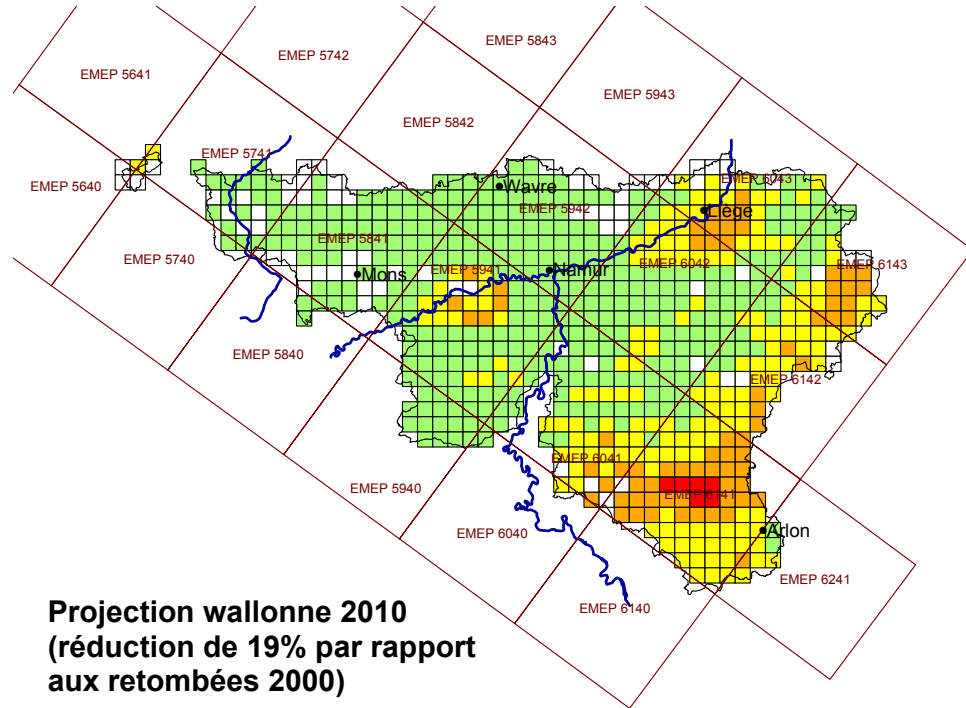 EMEP 5843
EMEP 5742
EMEP 5641
EMEP 5943
EMEP 5842
EMEP 5741
EMEP 6043
EMEP 5640
Wavre
EMEP 5942
Liège
EMEP 5841
EMEP 5740
Mons
EMEP 5941
Namur
EMEP 6042
EMEP 6143
EMEP 5840
EMEP 6142
EMEP 6041
EMEP 5940
EMEP 6141
EMEP 6040
Arlon
EMEP 6241
EMEP 6140
Projection wallonne 2010
(réduction de 19% par rapport
aux retombées 2000)